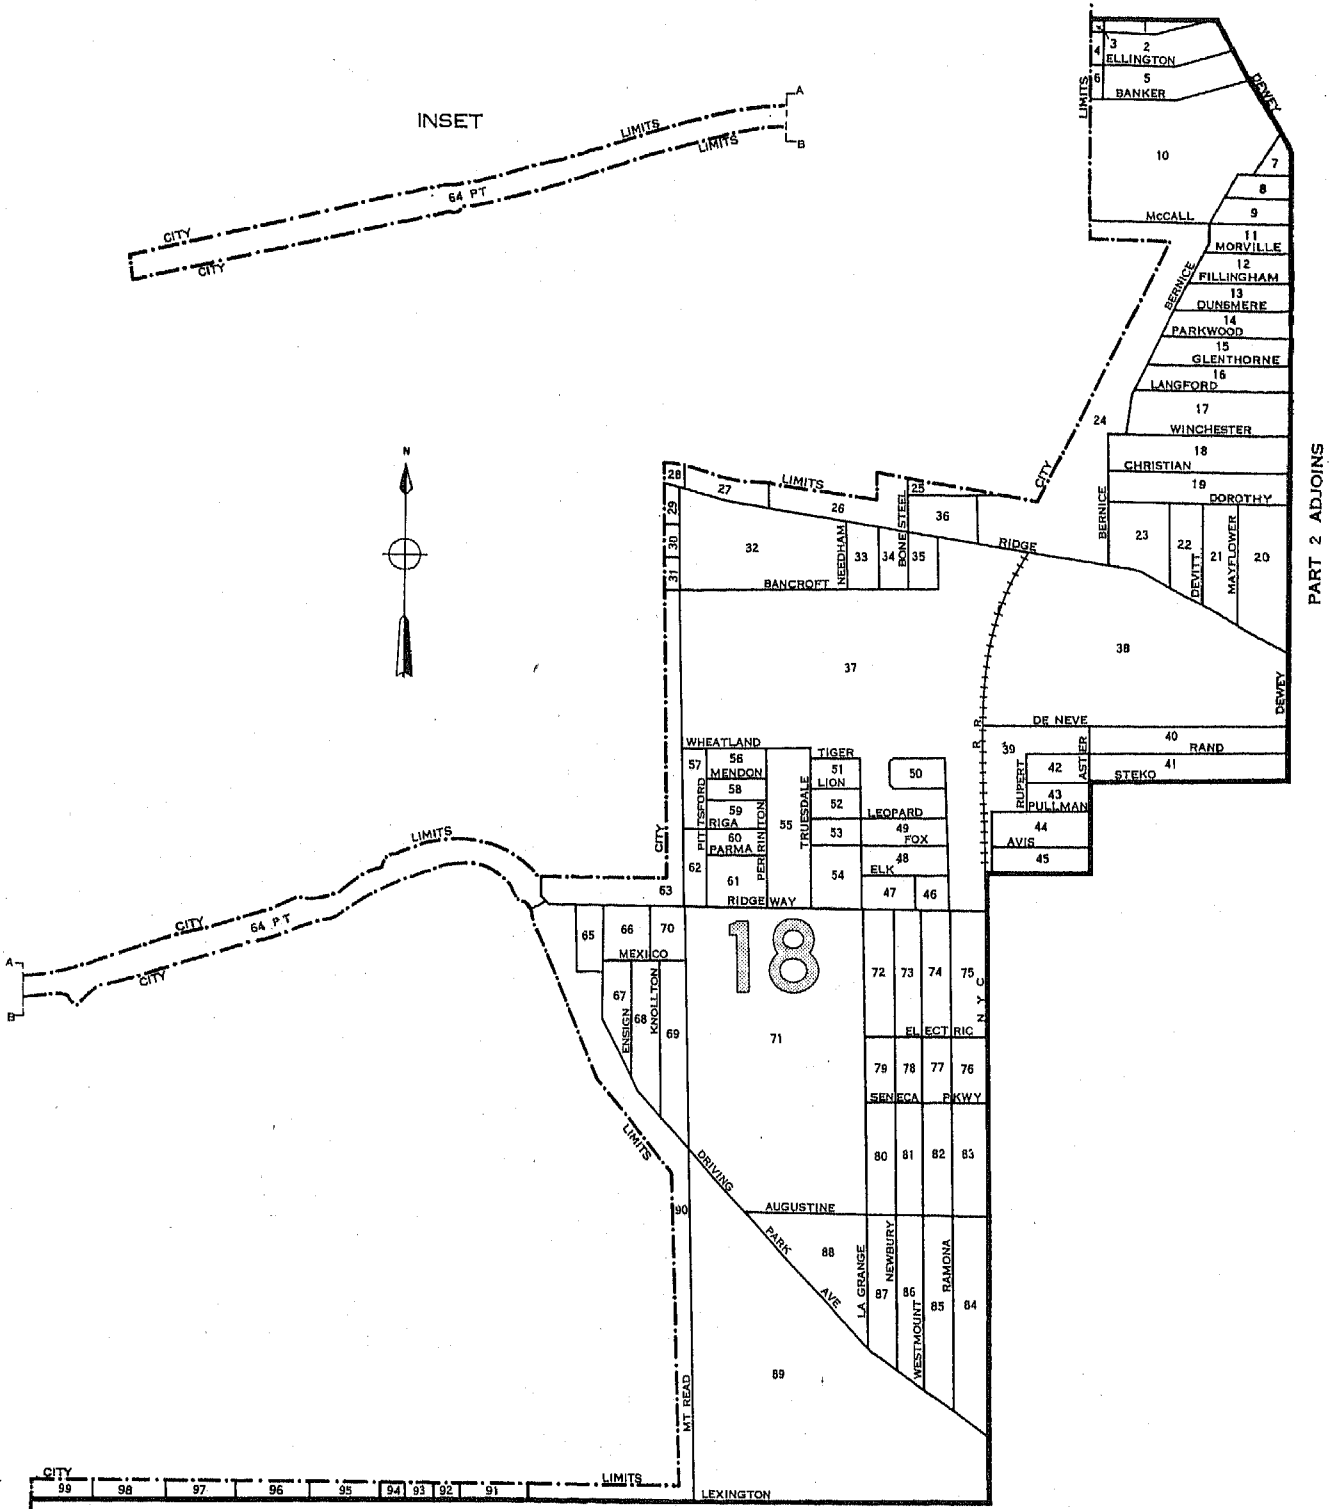 INSET
A
B
LIMITS
LIMITS
64 PT
CITY
CITY
1
2
3
4
ELLINGTON
5
6
BANKER
LIMITS
DEWEY
10
7
8
9
McCALL
11
MORVILLE
12
FILLINGHAM
BERNICE
13
DUNSMERE
14
PARKWOOD
15
GLENTHORNE
16
LANGFORD
17
24
WINCHESTER
18
CHRISTIAN
19
DOROTHY
CITY
BERNICE
23
22
DEVITT
21
MAYFLOWER
20
PART 2 ADJOINS
N
28
27
LIMITS
26
25
BONESTEEL
36
29
30
31
32
NEEDHAM
33
34
35
RIDGE
BANCROFT
37
38
DEWEY
R R
DE NEVE
39
40
RAND
ASTIER
41
STEKO
42
RUPERT
43
PULLMAN
44
AVIS
45
CITY
WHEATLAND
57
56
MENDON
58
PITTSFORD
59
RIGA
60
PARMA
PERRINTON
61
62
55
TRUESDALE
TIGER
51
LION
52
53
54
50
LEOPARD
49
FOX
48
ELK
47
46
63
RIDGE WAY
LIMITS
CITY
64 PT
CITY
A
B
65
66
70
MEXICO
67
ENSIGN
68
KNOLLTON
69
18
71
72
73
74
75
N Y C
ELECTRIC
79
78
77
76
SENECA PKWY
80
81
82
83
LIMITS
DRIVING
PARK
AVE
AUGUSTINE
90
88
LA GRANGE
87
NEWBURY
86
WESTMOUNT
85
RAMONA
84
89
MT READ
CITY
LIMITS
99
98
97
96
95
94
93
92
91
LEXINGTON